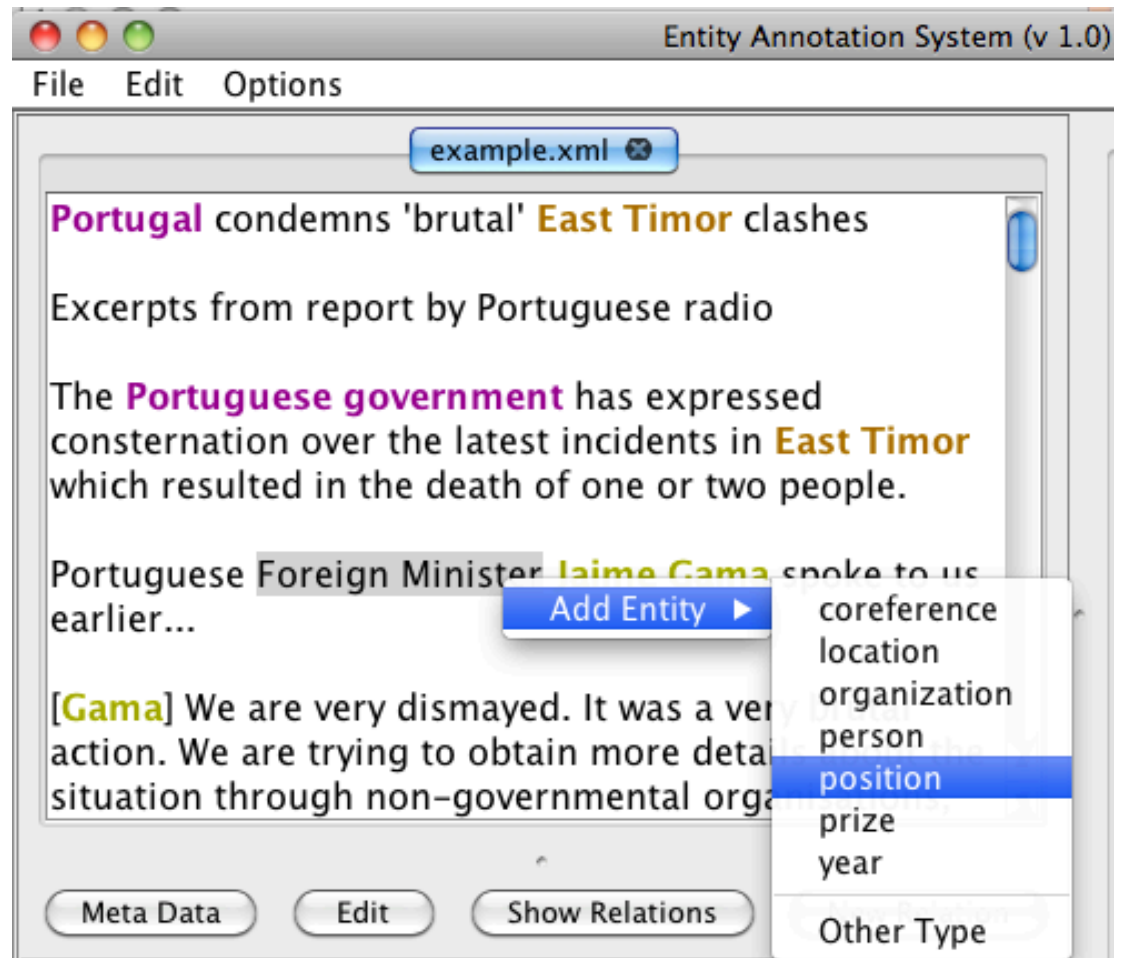 Entity Annotation System (v 1.0)
File Edit Options
example.xml
Portugal condemns 'brutal' East Timor clashes
Excerpts from report by Portuguese radio
The Portuguese government has expressed
consternation over the latest incidents in East Timor
which resulted in the death of one or two people.
Portuguese Foreign Minister Jaime Gama spoke to us
earlier...
[Gama] We are very dismayed. It was a very brutal
action. We are trying to obtain more details about the
situation through non-governmental organisations,
Add Entity
coreference
location
organization
person
position
prize
year
Other Type
Meta Data
Edit
Show Relations
New Relation